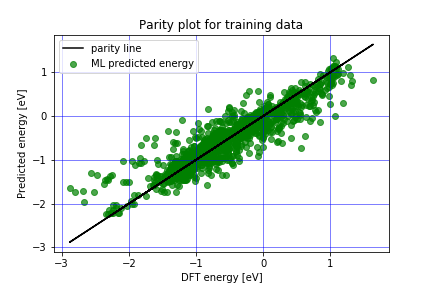 Parity plot for training data
parity line
ML predicted energy
Predicted energy [eV]
1
0
−1
−2
−3
−3 −2 −1 0 1
DFT energy [eV]